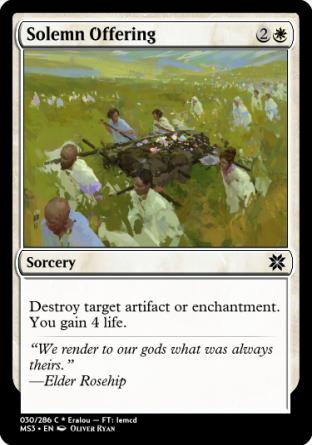 Solemn Offering 2
Sorcery
Destroy target artifact or enchantment.
You gain 4 life.
“We render to our gods what was always
theirs.”
—Elder Rosehip
030/286 C * Eralou — FT: lemcd
MS3 • EN Oliver Ryan